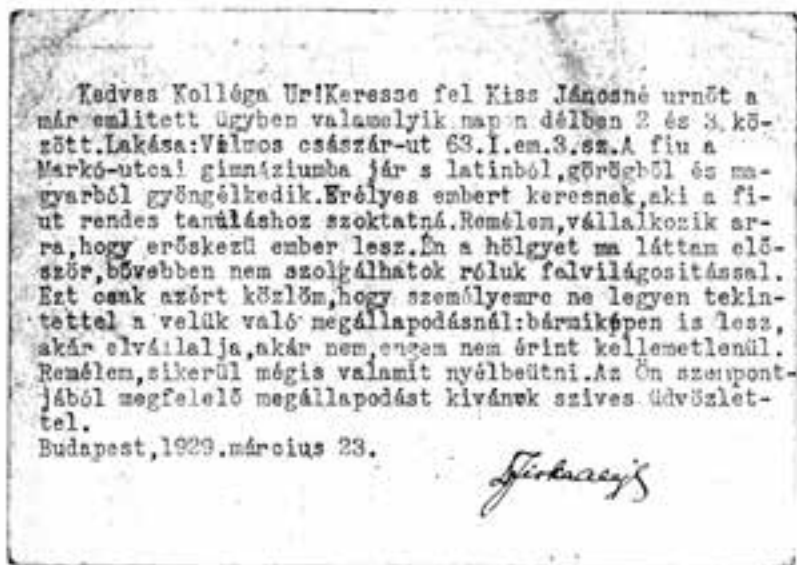 Kedves Kolléga Ur!Keresse fel Kiss Jánosné urnőt a
már emlitett ügyben valamelyik napon délben 2 és 3 kö-
zött.Lakása:Vilmos császár-ut 63.I.em.3.sz.A fiu a
Markó-utcai gimnáziumba jár s latinból,görögből és ma-
gyarból gyöngélkedik.Erélyes embert keresnek,aki a fi-
ut rendes tanuláshoz szoktatná.Remélem,vállalkozik ar-
ra,hogy erőskezü ember lesz.Én a hölgyet ma láttam elő-
ször,bővebben nem szolgálhatok róluk felvilágositással.
Ezt csak azért közlöm,hogy személyemre ne legyen tekin-
tettel a velük való megállapodásnál:bármiképen is lesz,
akár elvállalja,akár nem,engem nem érint kellemetlenül.
Remélem,sikerül mégis valamit nyélbeütni.Az Ön szempont-
jából megfelelő megállapodást kivánvk szives üdvözlet-
tel.
Budapest,1929.március 23.